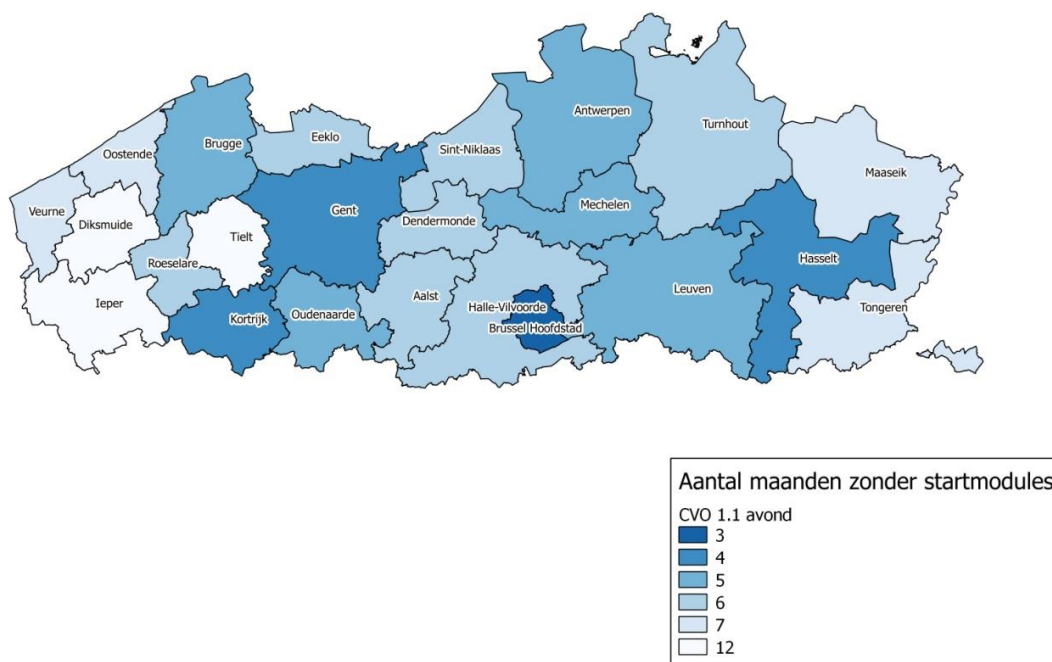 Antwerpen
Turnhout
Eeklo
Brugge
Sint-Niklaas
Oostende
Maaseik
Mechelen
Veurne
Gent
Dendermonde
Diksmuide
Tielt
Roeselare
Hasselt
Leuven
Aalst
Ieper
Halle-Vilvoorde
Tongeren
Kortrijk
Oudenaarde
Brussel Hoofdstad
Aantal maanden zonder startmodules
CVO 1.1 avond
3
4
5
6
7
12